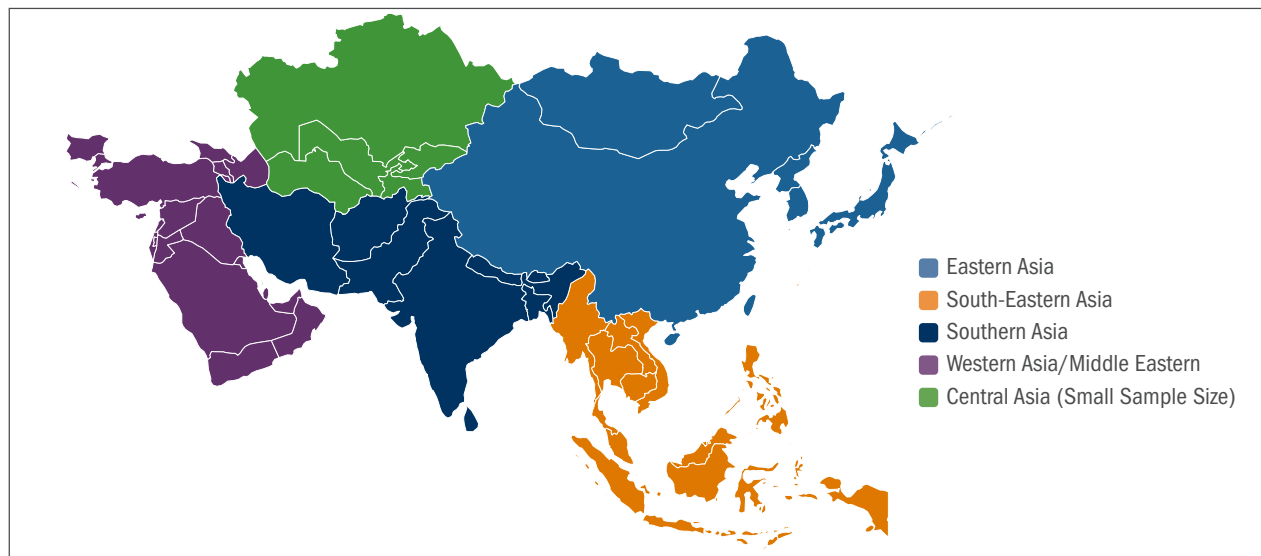 Eastern Asia
South-Eastern Asia
Southern Asia
Western Asia/Middle Eastern
Central Asia (Small Sample Size)